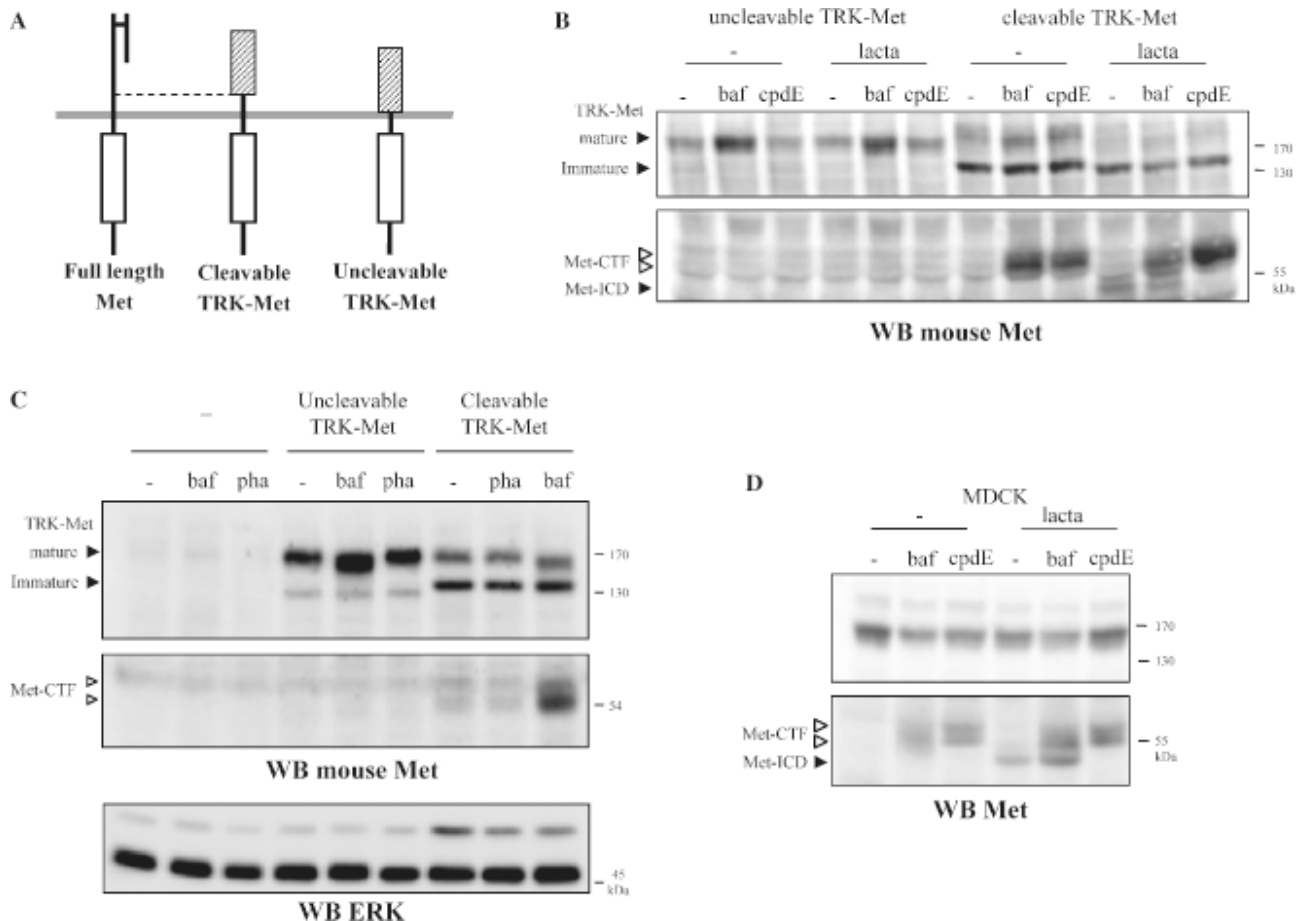 A
Full length
Met
Cleavable
TRK-Met
Uncleavable
TRK-Met
B
uncleavable TRK-Met
cleavable TRK-Met
-
lacta
-
lacta
-
baf
cpdE
-
baf
cpdE
-
baf
cpdE
-
baf
cpdE
TRK-Met
mature
Immature
170
130
Met-CTF
Met-ICD
55
kDa
WB mouse Met
C
–
Uncleavable
TRK-Met
Cleavable
TRK-Met
-
baf
pha
-
baf
pha
-
pha
baf
TRK-Met
mature
Immature
170
130
Met-CTF
54
WB mouse Met
45
kDa
WB ERK
D
MDCK
-
lacta
-
baf
cpdE
-
baf
cpdE
170
130
Met-CTF
Met-ICD
55
kDa
WB Met